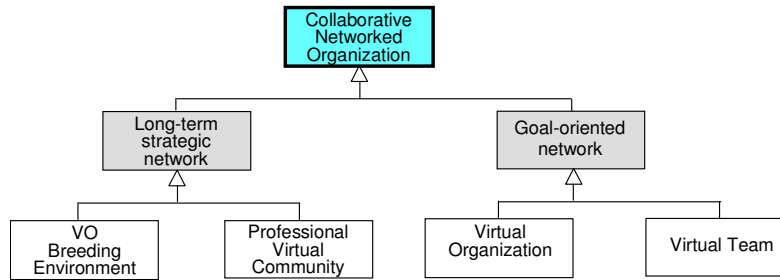 Collaborative
Networked
Organization
Long-term
strategic
network
Goal-oriented
network
VO
Breeding
Environment
Professional
Virtual
Community
Virtual
Organization
Virtual Team